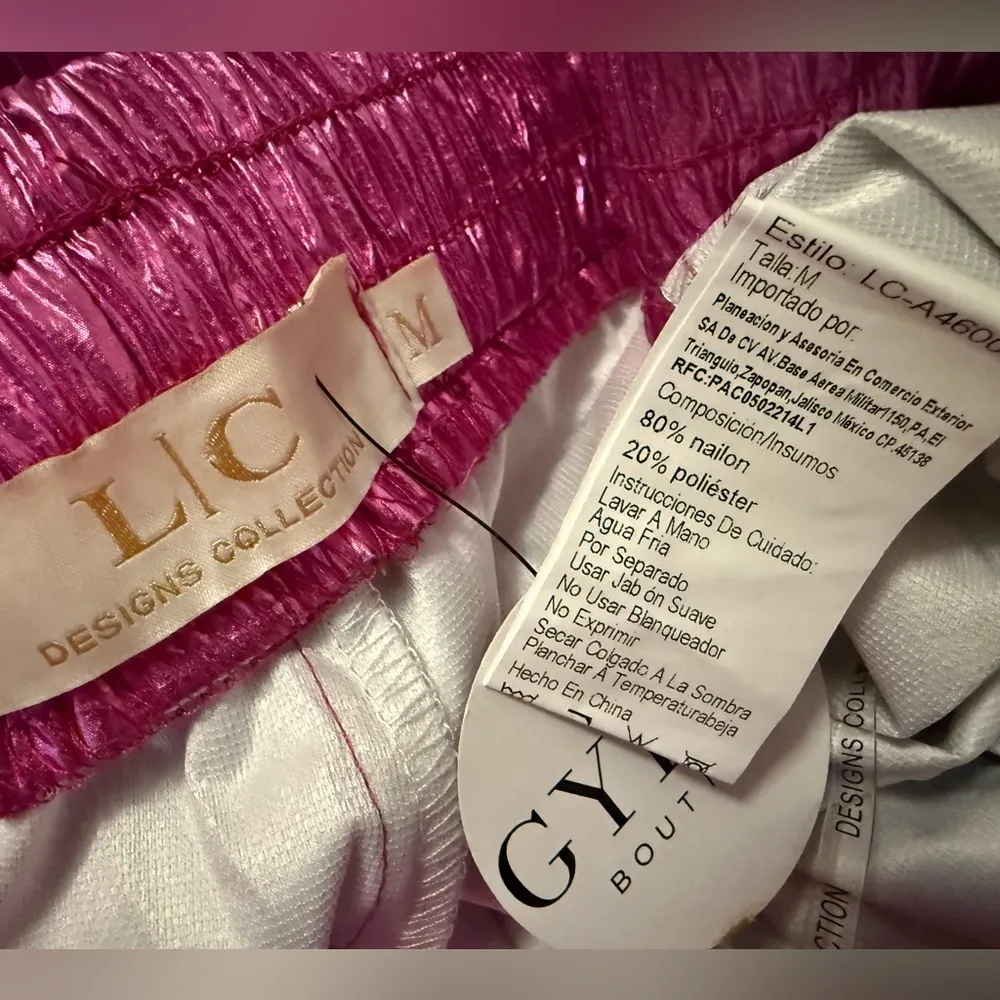 L|C
DESIGNS COLLECTION
M
Estilo: LC-A4600
Talla:M
Importado por:
Planeacion y Asesoria En Comercio Exterior
SA De CV AV.Base Aerea Militar1150,PA,El
Triangulo,Zapopan,Jalisco México CP.45138
RFC:PAC0502214L1
Composición/Insumos
80% nailon
20% poliéster
Instrucciones De Cuidado:
Lavar A Mano
Agua Fria
Por Separado
Usar Jab ón Suave
No Usar Blanqueador
No Exprimir
Secar Colgado A La Sombra
Planchar A Temperaturabaja
Hecho En China
GY
BOUT
DESIGNS COLL
CTION